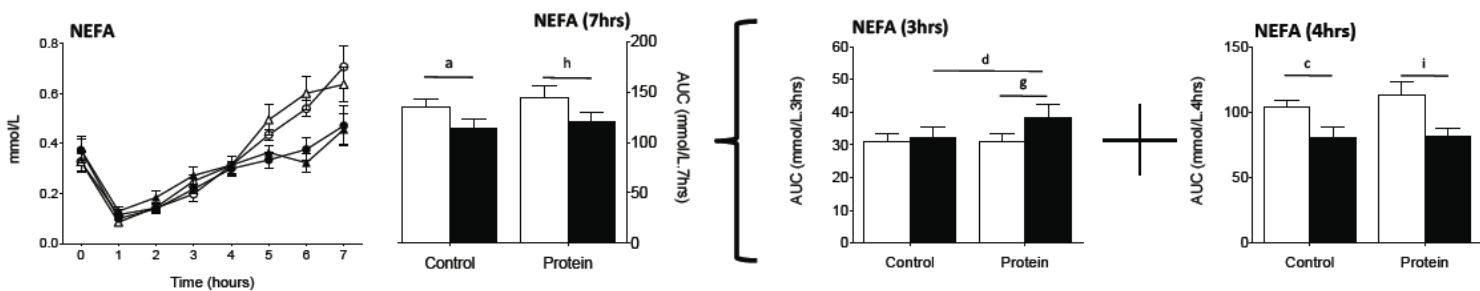 NEFA
mmol/L
0.8
0.6
0.4
0.2
0.0
0 1 2 3 4 5 6 7
Time (hours)
NEFA (7hrs)
200
150
100
50
0
AUC (mmol/L.7hrs)
a
h
Control Protein
NEFA (3hrs)
AUC (mmol/L.3hrs)
60
50
40
30
20
10
0
d
g
Control Protein
NEFA (4hrs)
AUC (mmol/L.4hrs)
150
100
50
0
c
i
Control Protein